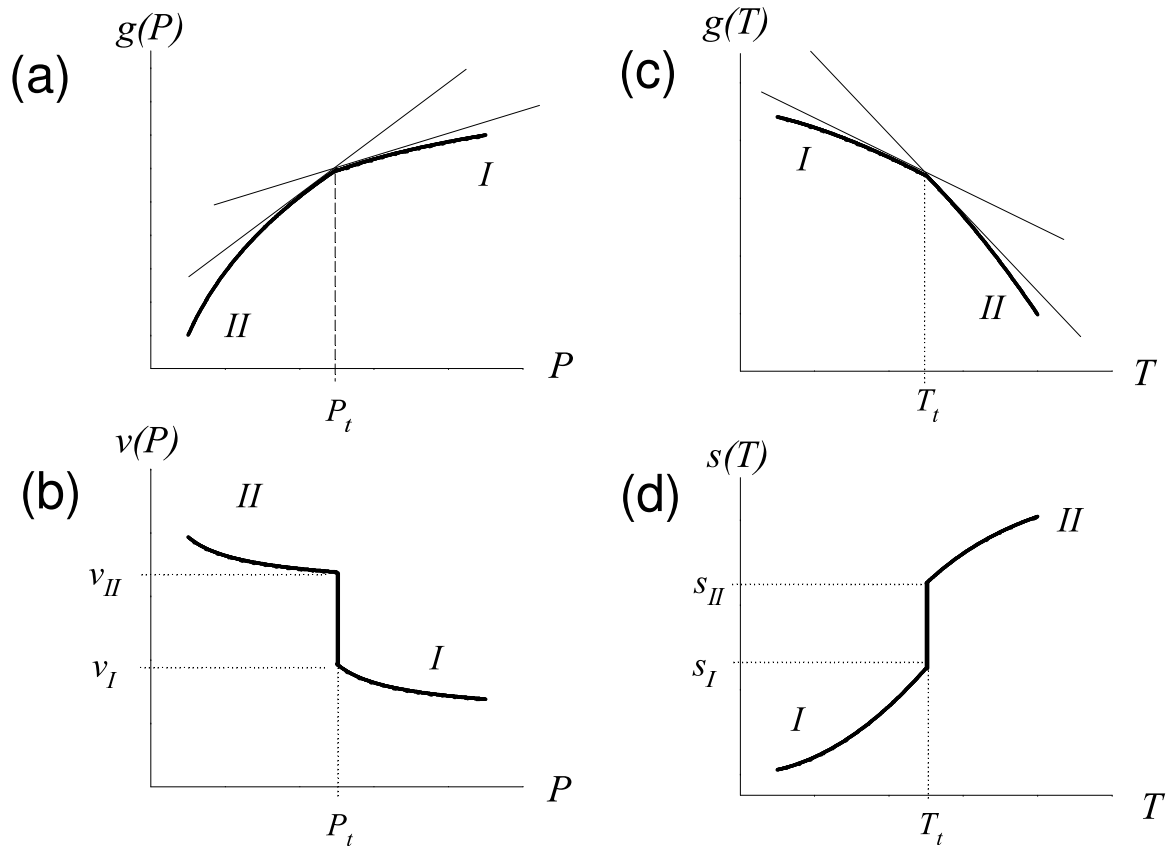 g(P)
(a)
I
II
P
P_t
g(T)
(c)
I
II
T
T_t
v(P)
(b)
II
v_II
v_I
I
P
P_t
s(T)
(d)
II
s_II
s_I
I
T
T_t